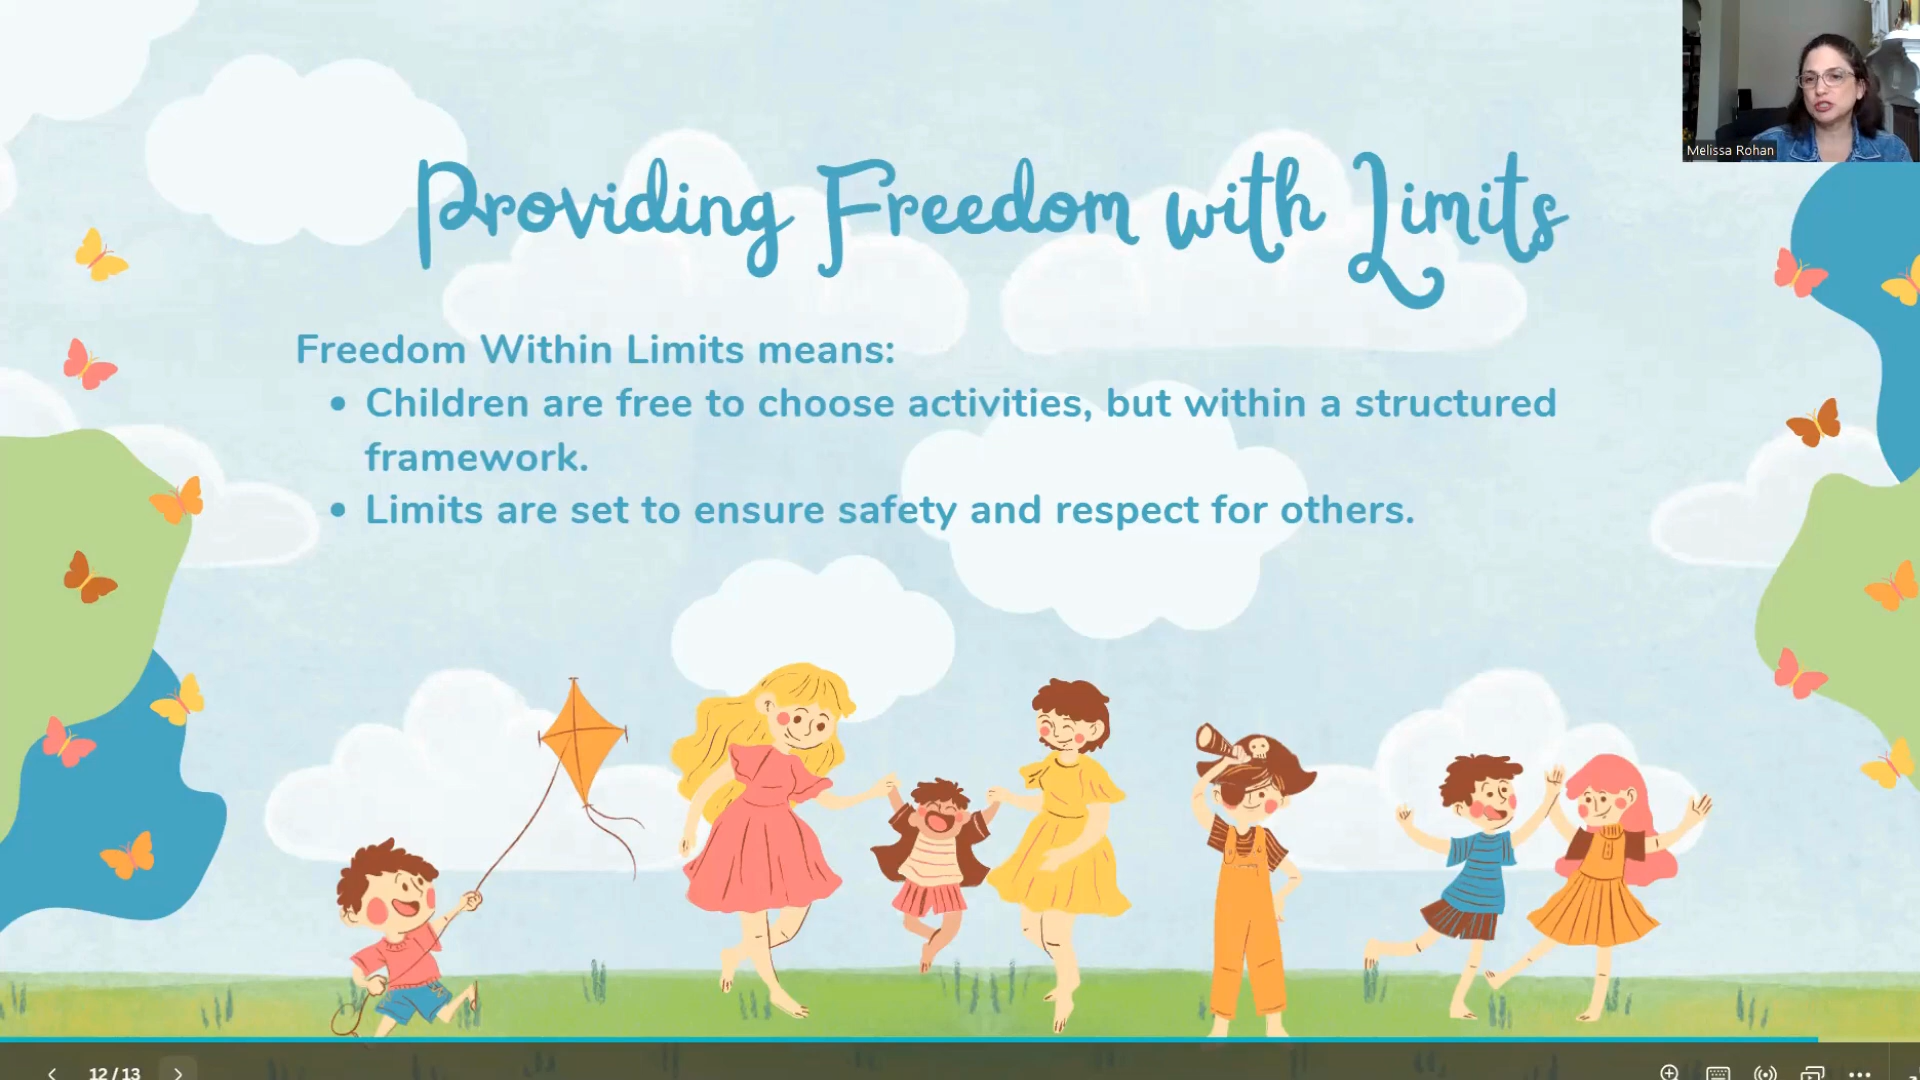 Melissa Rohan
Providing Freedom with Limits
Freedom Within Limits means:
• Children are free to choose activities, but within a structured
framework.
• Limits are set to ensure safety and respect for others.
12 / 13